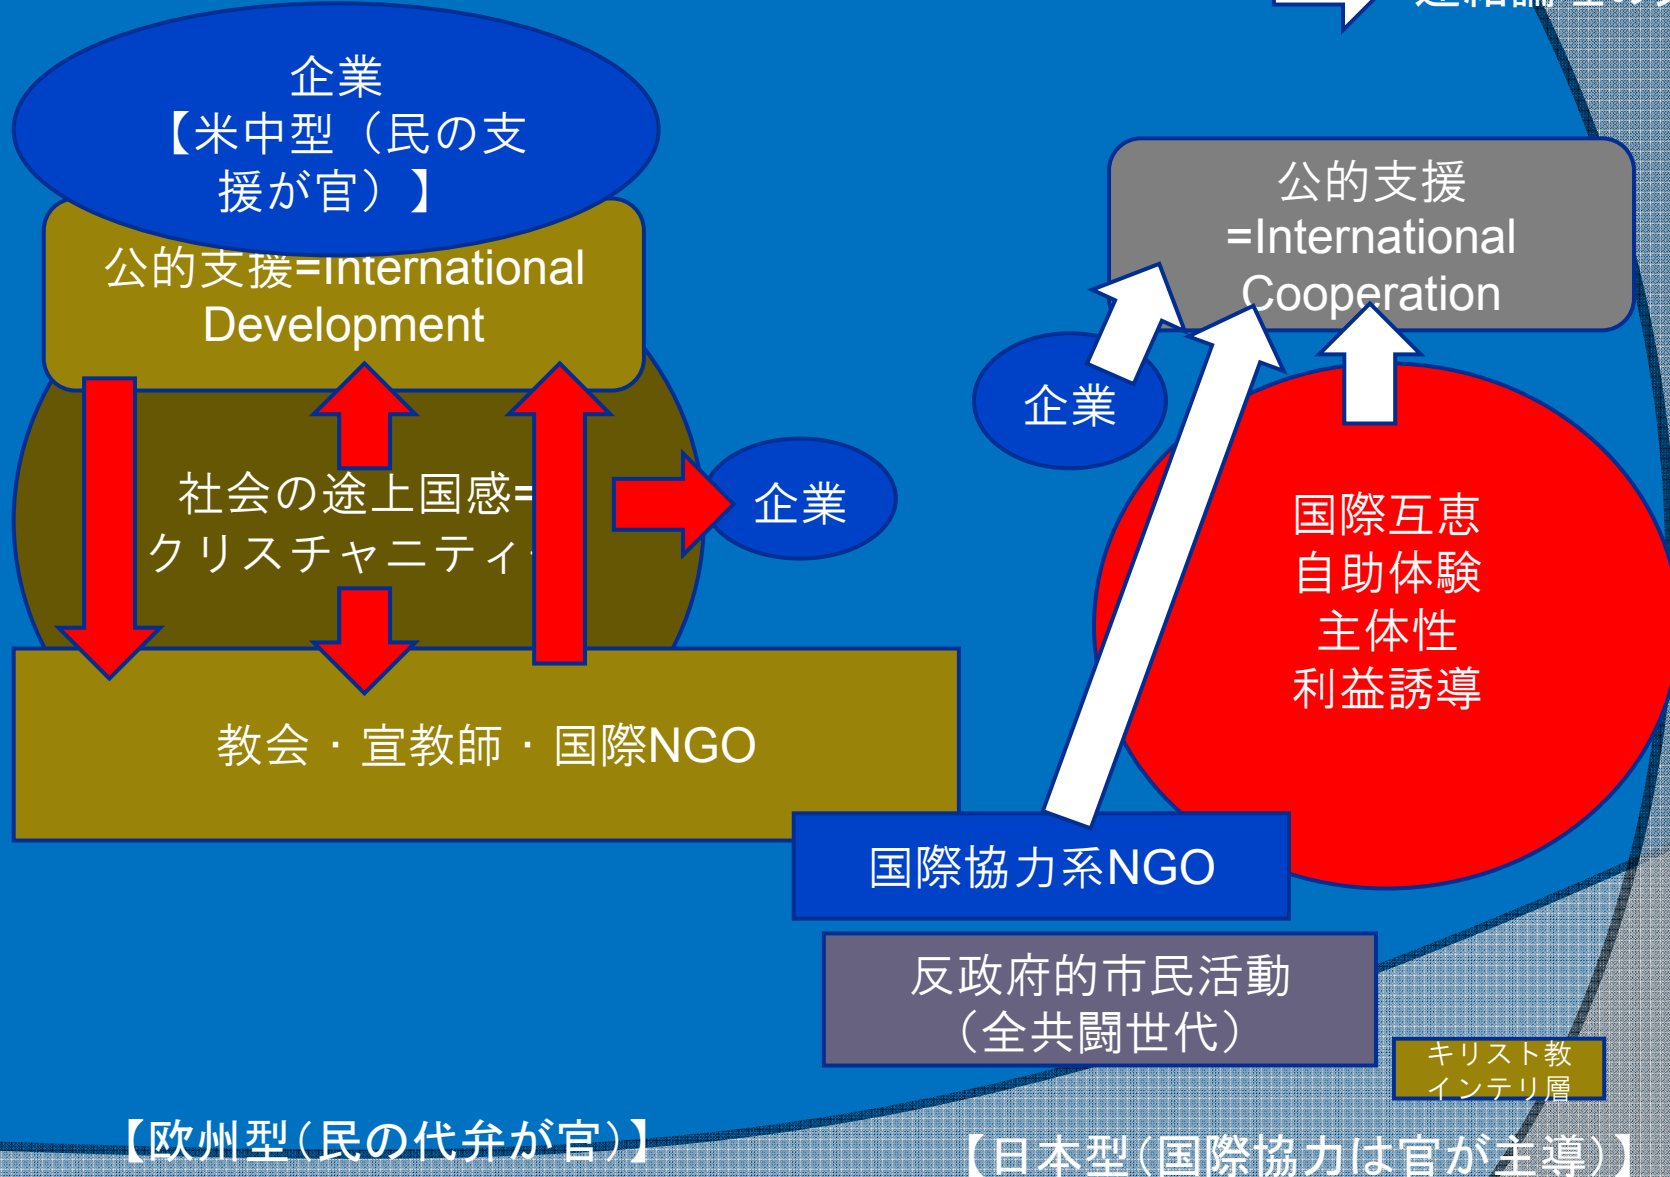 連結論理の
企業
【米中型（民の支
援が官）】
公的支援=International
Development
公的支援
=International
Cooperation
企業
社会の途上国感=
クリスチャニティ
企業
国際互恵
自助体験
主体性
利益誘導
教会・宣教師・国際NGO
国際協力系NGO
反政府的市民活動
（全共闘世代）
キリスト教
インテリ層
【欧州型(民の代弁が官)】
【日本型(国際協力は官が主導)】